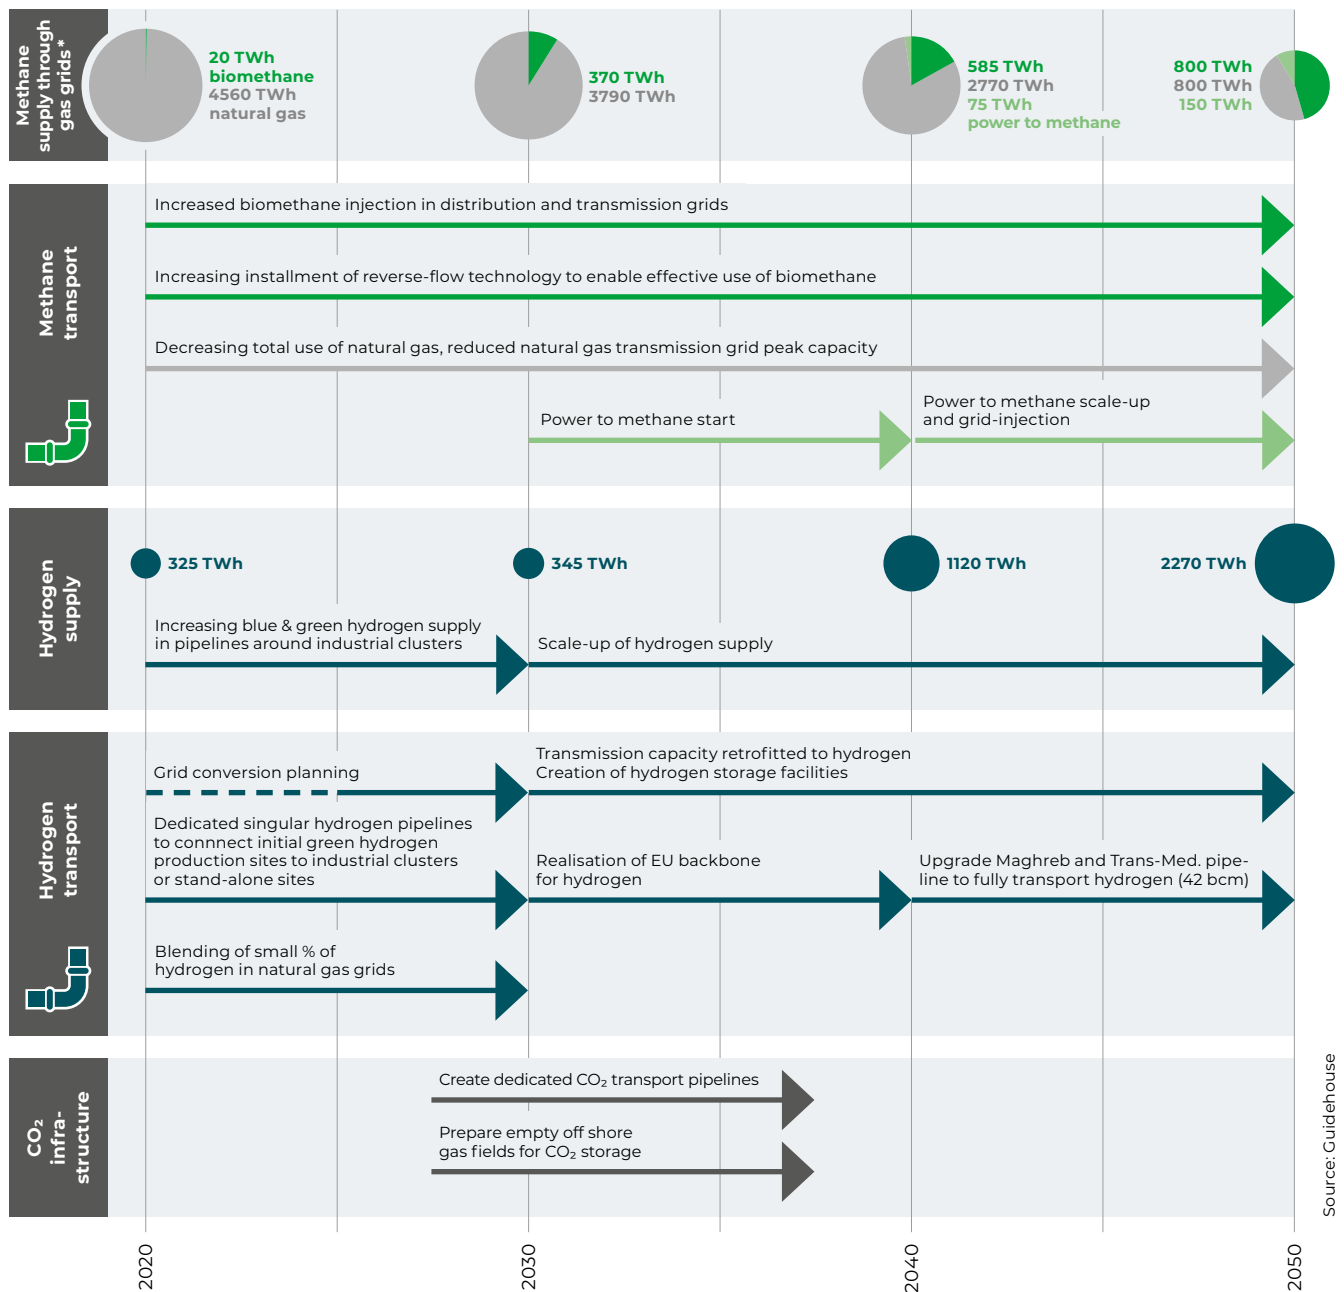 Methane
supply through
gas grids*
20 TWh
biomethane
4560 TWh
natural gas
370 TWh
3790 TWh
585 TWh
2770 TWh
75 TWh
power to methane
800 TWh
800 TWh
150 TWh
Methane
transport
Increased biomethane injection in distribution and transmission grids
Increasing installment of reverse-flow technology to enable effective use of biomethane
Decreasing total use of natural gas, reduced natural gas transmission grid peak capacity
Power to methane start
Power to methane scale-up
and grid-injection
Hydrogen
supply
325 TWh
345 TWh
1120 TWh
2270 TWh
Increasing blue & green hydrogen supply
in pipelines around industrial clusters
Scale-up of hydrogen supply
Hydrogen
transport
Grid conversion planning
Transmission capacity retrofitted to hydrogen
Creation of hydrogen storage facilities
Dedicated singular hydrogen pipelines
to connnect initial green hydrogen
production sites to industrial clusters
or stand-alone sites
Realisation of EU backbone
for hydrogen
Upgrade Maghreb and Trans-Med. pipe-
line to fully transport hydrogen (42 bcm)
Blending of small % of
hydrogen in natural gas grids
CO₂
infra-
structure
Create dedicated CO₂ transport pipelines
Prepare empty off shore
gas fields for CO₂ storage
Source: Guidehouse
2020
2030
2040
2050